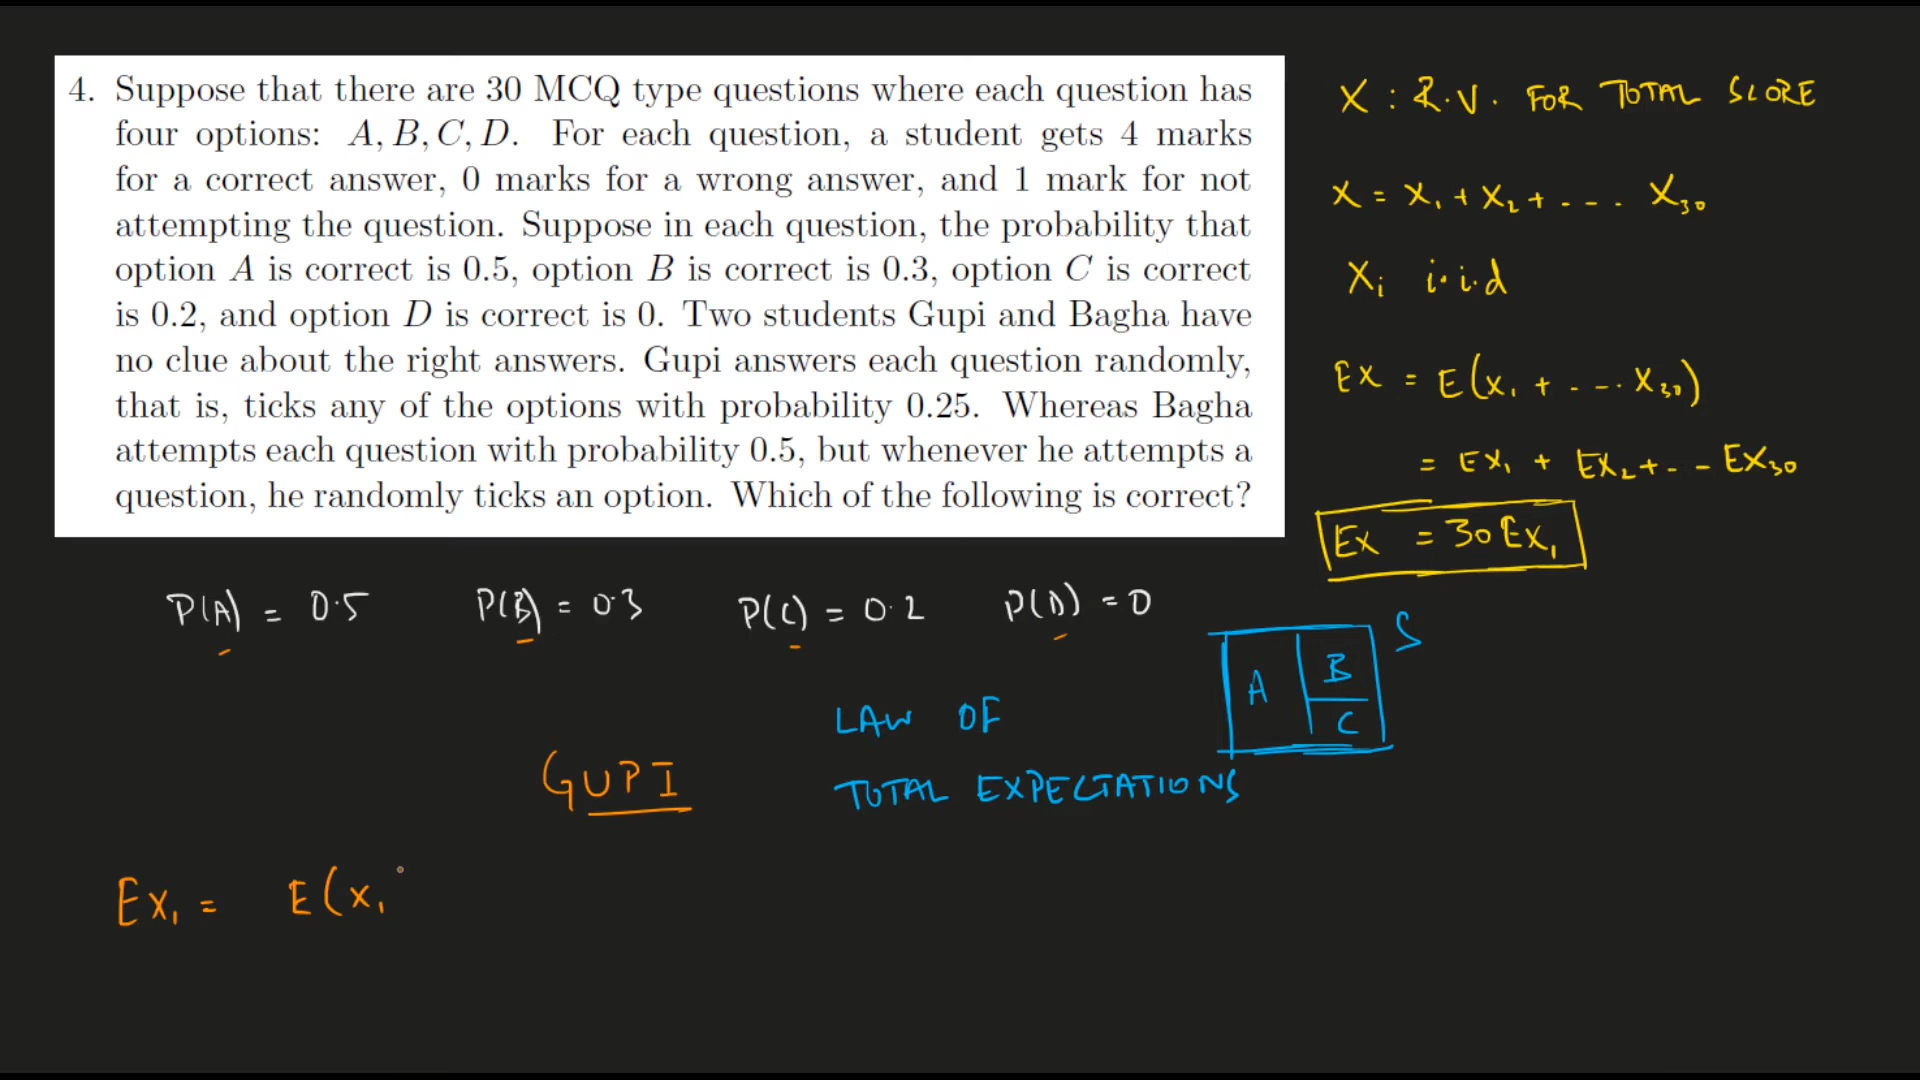 4. Suppose that there are 30 MCQ type questions where each question has
four options: A, B, C, D. For each question, a student gets 4 marks
for a correct answer, 0 marks for a wrong answer, and 1 mark for not
attempting the question. Suppose in each question, the probability that
option A is correct is 0.5, option B is correct is 0.3, option C is correct
is 0.2, and option D is correct is 0. Two students Gupi and Bagha have
no clue about the right answers. Gupi answers each question randomly,
that is, ticks any of the options with probability 0.25. Whereas Bagha
attempts each question with probability 0.5, but whenever he attempts a
question, he randomly ticks an option. Which of the following is correct?
X : R.V. FOR TOTAL SCORE
X = X₁ + X₂ + - - - . X₃₀
Xᵢ i.i.d
EX = E(X₁ + - - - . X₃₀)
= EX₁ + EX₂ + - - EX₃₀
EX = 30 EX₁
P(A) = 0.5 P(B) = 0.3 P(C) = 0.2 P(D) = 0
S
A B
C
LAW OF
TOTAL EXPECTATIONS
GUPI
EX₁ = E(X₁